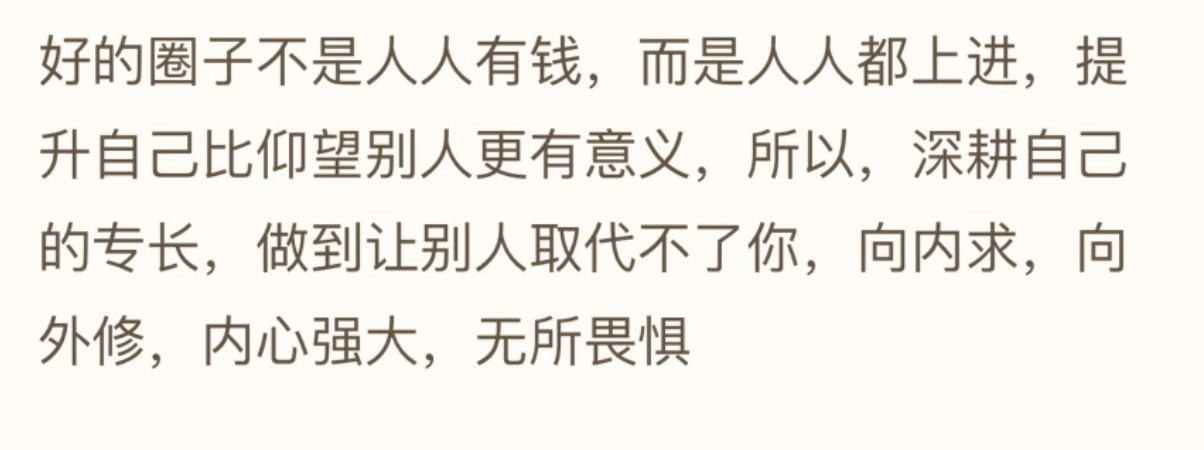 好的圈子不是人人有钱，而是人人都上进，提
升自己比仰望别人更有意义，所以，深耕自己
的专长，做到让别人取代不了你，向内求，向
外修，内心强大，无所畏惧